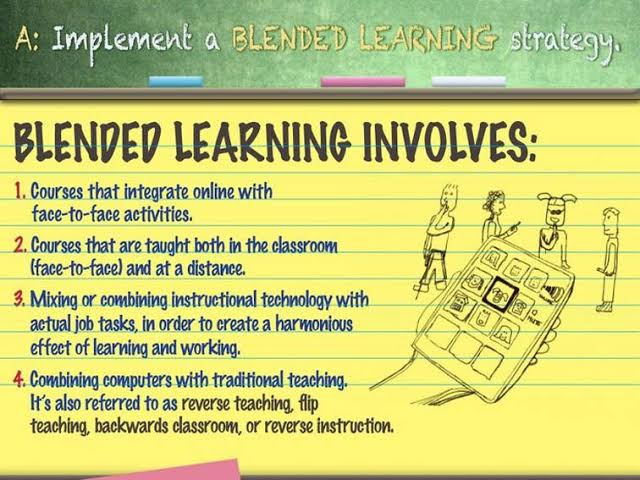 A: Implement a BLENDED LEARNING strategy.
BLENDED LEARNING INVOLVES:
1. Courses that integrate online with
face-to-face activities.
2. Courses that are taught both in the classroom
(face-to-face) and at a distance.
3. Mixing or combining instructional technology with
actual job tasks, in order to create a harmonious
effect of learning and working.
4. Combining computers with traditional teaching.
It's also referred to as reverse teaching, flip
teaching, backwards classroom, or reverse instruction.